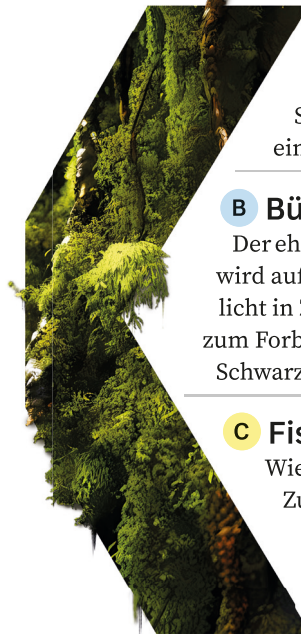 S
ein
B Bü
Der eh
wird auf
licht in
zum Forb
Schwarz
C Fis
Wie
Zu